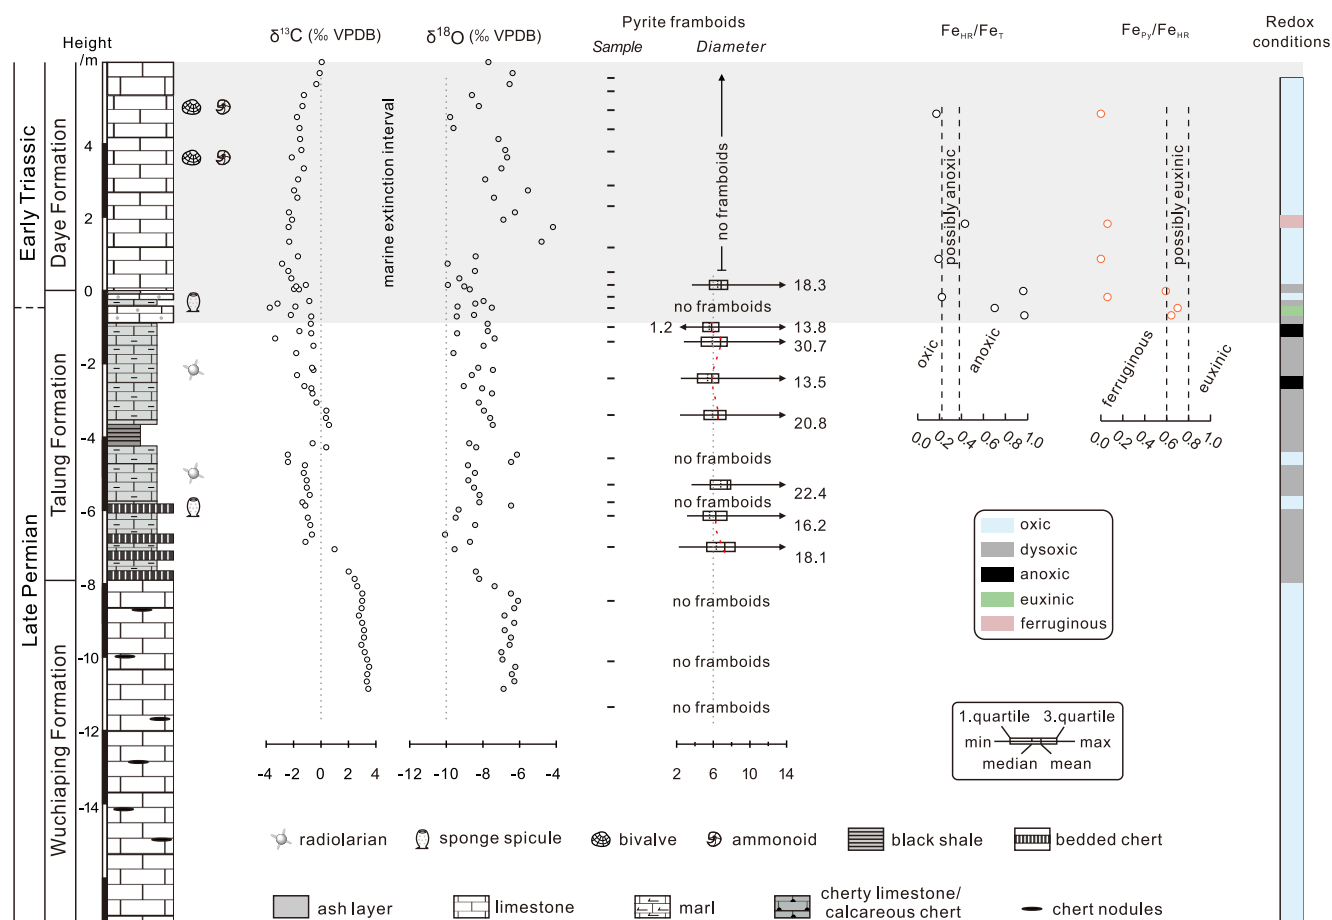 Height
/m
δ¹³C (‰ VPDB)
δ¹⁸O (‰ VPDB)
Pyrite framboids
Sample
Diameter
Fe_HR/Fe_T
Fe_Py/Fe_HR
Redox
conditions
Early Triassic
Late Permian
Daye Formation
Talung Formation
Wuchiaping Formation
4
2
0
-2
-4
-6
-8
-10
-12
-14
marine extinction interval
no framboids
18.3
no framboids
1.2
13.8
30.7
13.5
20.8
no framboids
22.4
no framboids
16.2
18.1
no framboids
no framboids
no framboids
possibly anoxic
oxic
anoxic
0.0 0.2 0.4 0.6 0.8 1.0
possibly euxinic
ferruginous
euxinic
0.0 0.2 0.4 0.6 0.8 1.0
oxic
dysoxic
anoxic
euxinic
ferruginous
1.quartile 3.quartile
min max
median mean
-4 -2 0 2 4
-12 -10 -8 -6 -4
2 6 10 14
radiolarian
sponge spicule
bivalve
ammonoid
black shale
bedded chert
ash layer
limestone
marl
cherty limestone/
calcareous chert
chert nodules